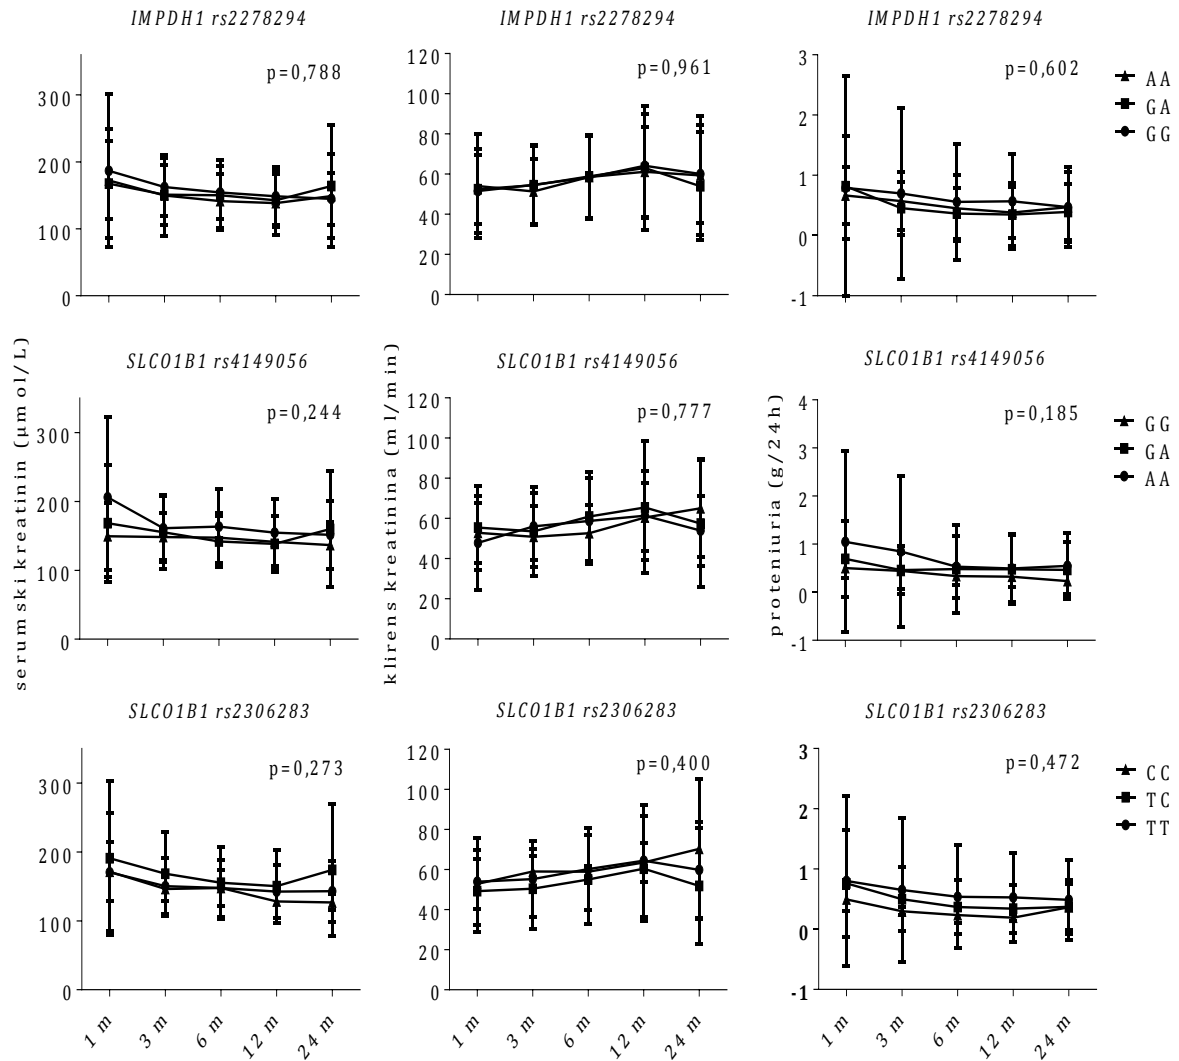 IMPDH1 rs2278294
IMPDH1 rs2278294
IMPDH1 rs2278294
p=0,788
p=0,961
p=0,602
300
200
100
0
120
100
80
60
40
20
0
3
2
1
0
-1
AA
GA
GG
SLCO1B1 rs4149056
SLCO1B1 rs4149056
SLCO1B1 rs4149056
serumski kreatinin (µmol/L)
klirens kreatinina (ml/min)
proteniuria (g/24h)
p=0,244
p=0,777
p=0,185
300
200
100
0
120
100
80
60
40
20
0
4
3
2
1
0
-1
GG
GA
AA
SLCO1B1 rs2306283
SLCO1B1 rs2306283
SLCO1B1 rs2306283
p=0,273
p=0,400
p=0,472
300
200
100
0
120
100
80
60
40
20
0
3
2
1
0
-1
CC
TC
TT
1 m
3 m
6 m
12 m
24 m
1 m
3 m
6 m
12 m
24 m
1 m
3 m
6 m
12 m
24 m